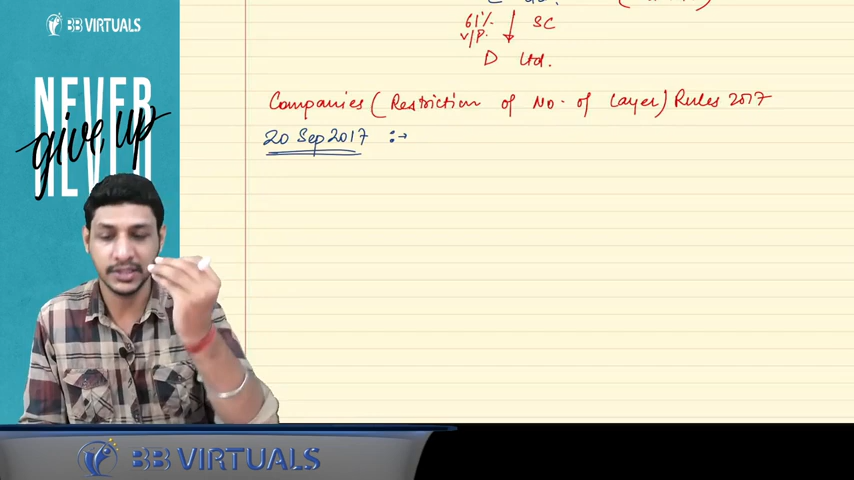 BB VIRTUALS
61% SC
v/p.
D Ltd.
Companies (Restriction of No. of Layer) Rules 2017
20 Sep 2017 :→
NEVER
give up
NEVER
BB VIRTUALS